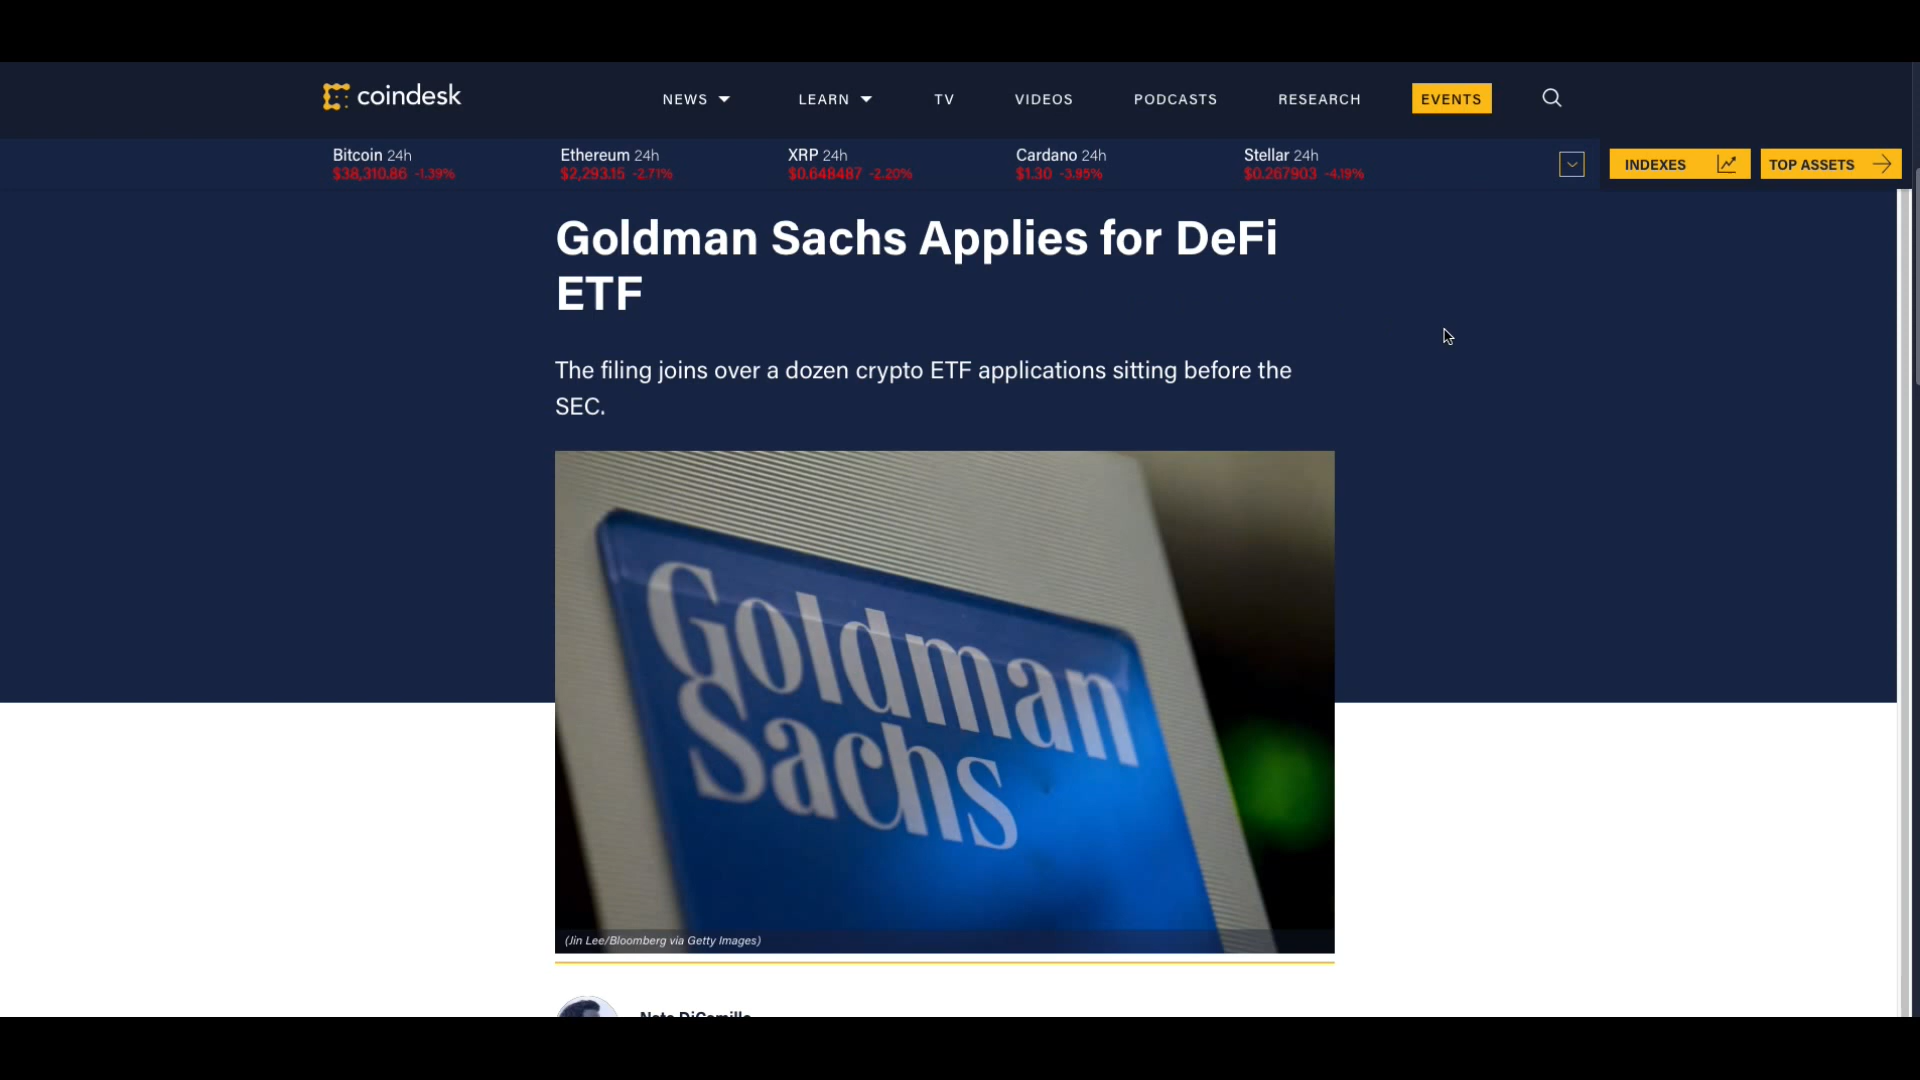 coindesk
NEWS
LEARN
TV
VIDEOS
PODCASTS
RESEARCH
EVENTS
Bitcoin 24h
$38,310.86 -1.39%
Ethereum 24h
$2,293.15 -2.71%
XRP 24h
$0.648487 -2.20%
Cardano 24h
$1.30 -3.95%
Stellar 24h
$0.267903 -4.19%
INDEXES
TOP ASSETS
Goldman Sachs Applies for DeFi
ETF
The filing joins over a dozen crypto ETF applications sitting before the
SEC.
Goldman
Sachs
(Jin Lee/Bloomberg via Getty Images)